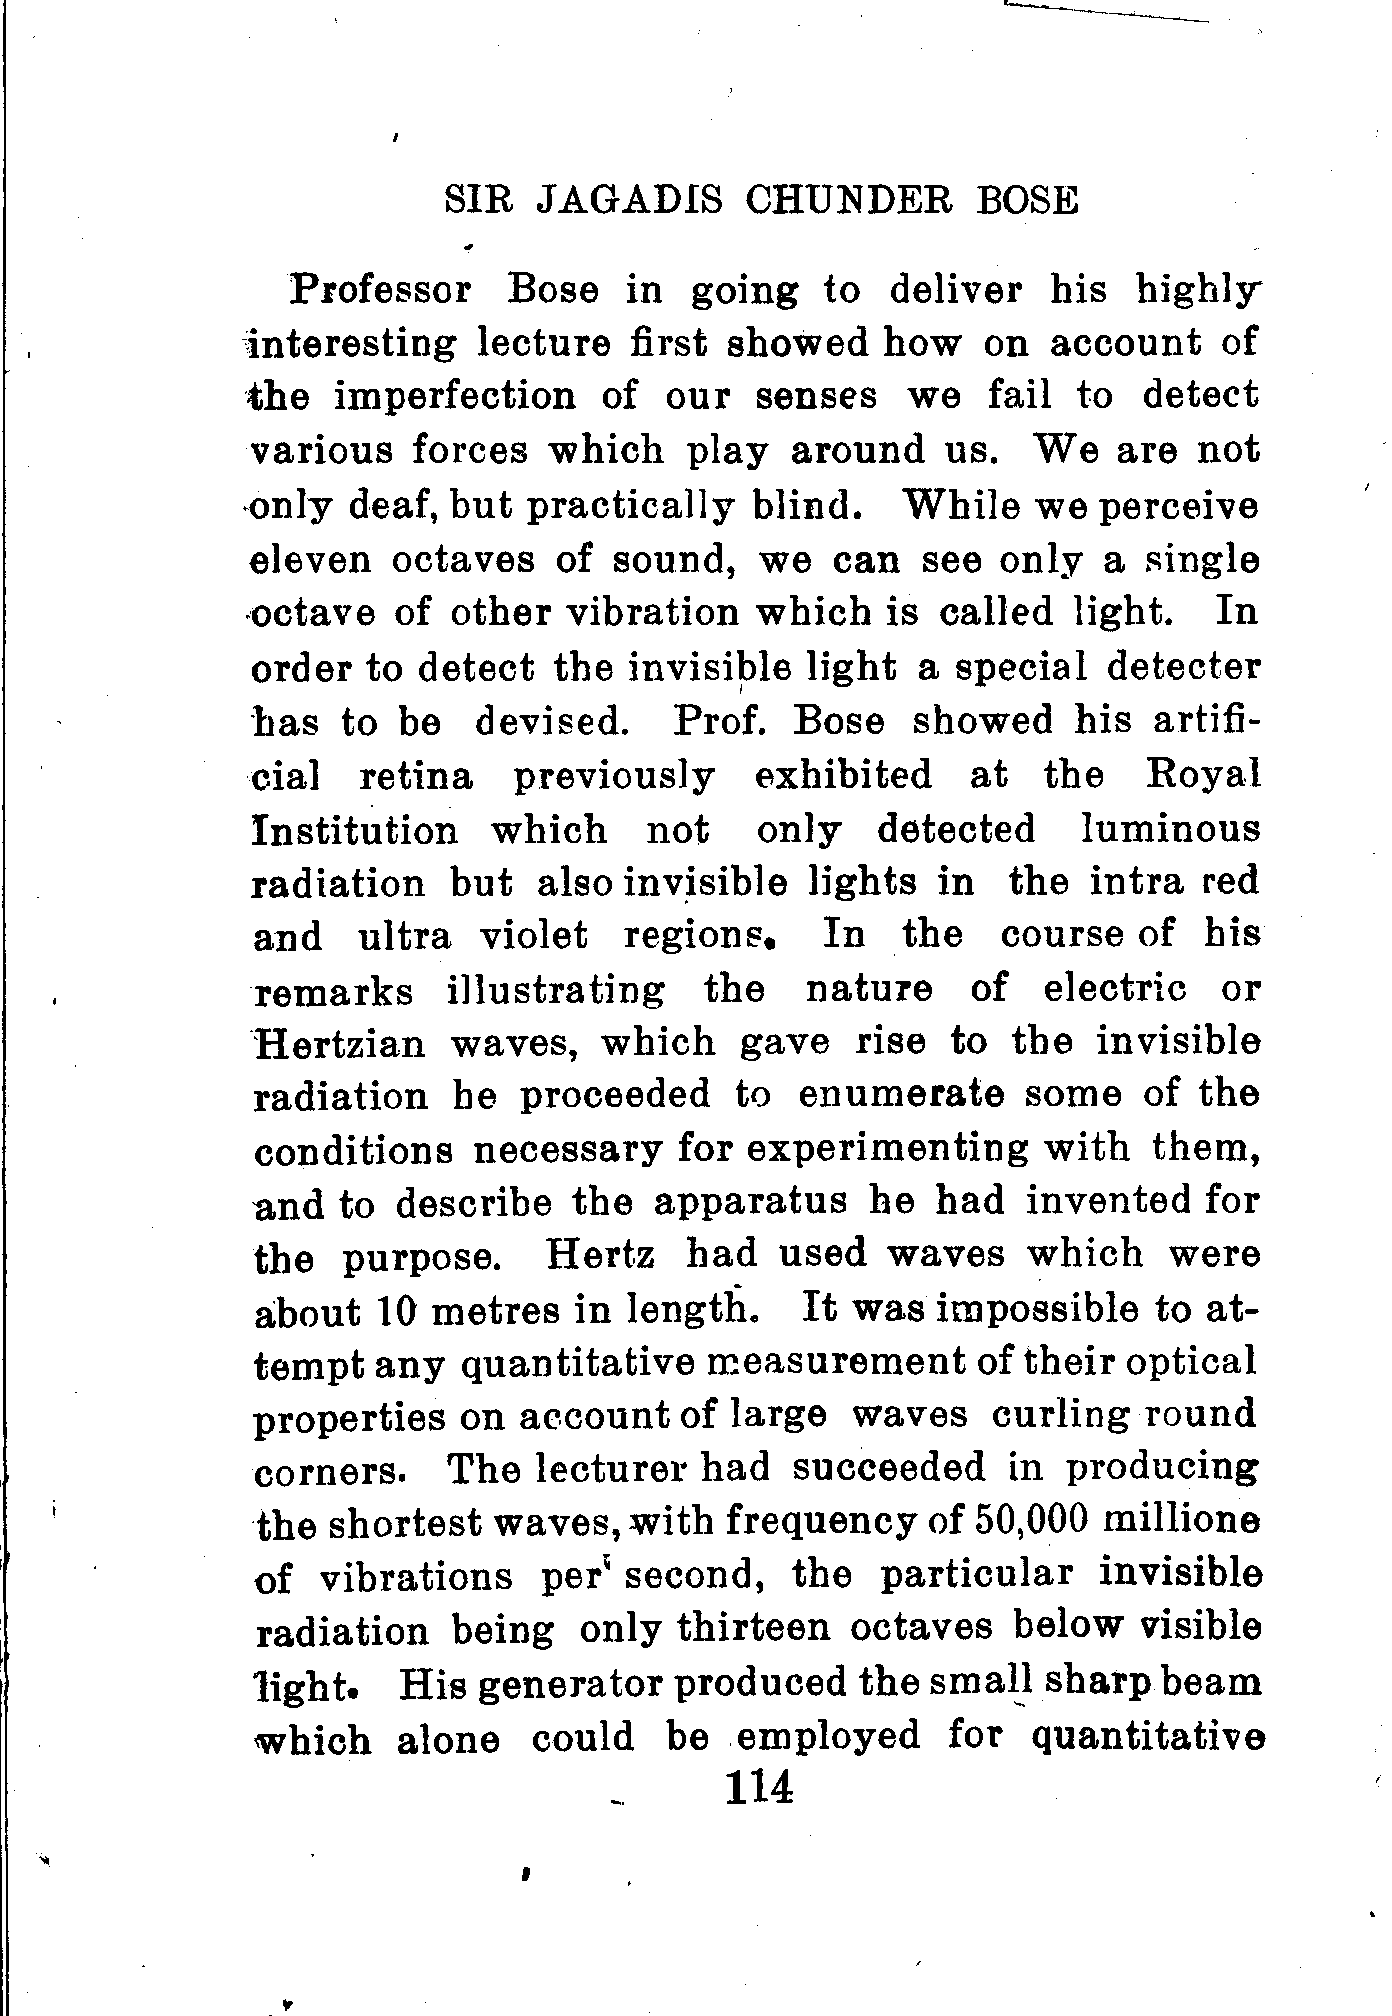 SIR JAGADIS CHUNDER BOSE
Professor Bose in going to deliver his highly
interesting lecture first showed how on account of
the imperfection of our senses we fail to detect
various forces which play around us. We are not
only deaf, but practically blind. While we perceive
eleven octaves of sound, we can see only a single
octave of other vibration which is called light. In
order to detect the invisible light a special detecter
has to be devised. Prof. Bose showed his artifi-
cial retina previously exhibited at the Royal
Institution which not only detected luminous
radiation but also invisible lights in the intra red
and ultra violet regions. In the course of his
remarks illustrating the nature of electric or
Hertzian waves, which gave rise to the invisible
radiation he proceeded to enumerate some of the
conditions necessary for experimenting with them,
and to describe the apparatus he had invented for
the purpose. Hertz had used waves which were
about 10 metres in length. It was impossible to at-
tempt any quantitative measurement of their optical
properties on account of large waves curling round
corners. The lecturer had succeeded in producing
the shortest waves, with frequency of 50,000 millione
of vibrations per second, the particular invisible
radiation being only thirteen octaves below visible
light. His generator produced the small sharp beam
which alone could be employed for quantitative
114